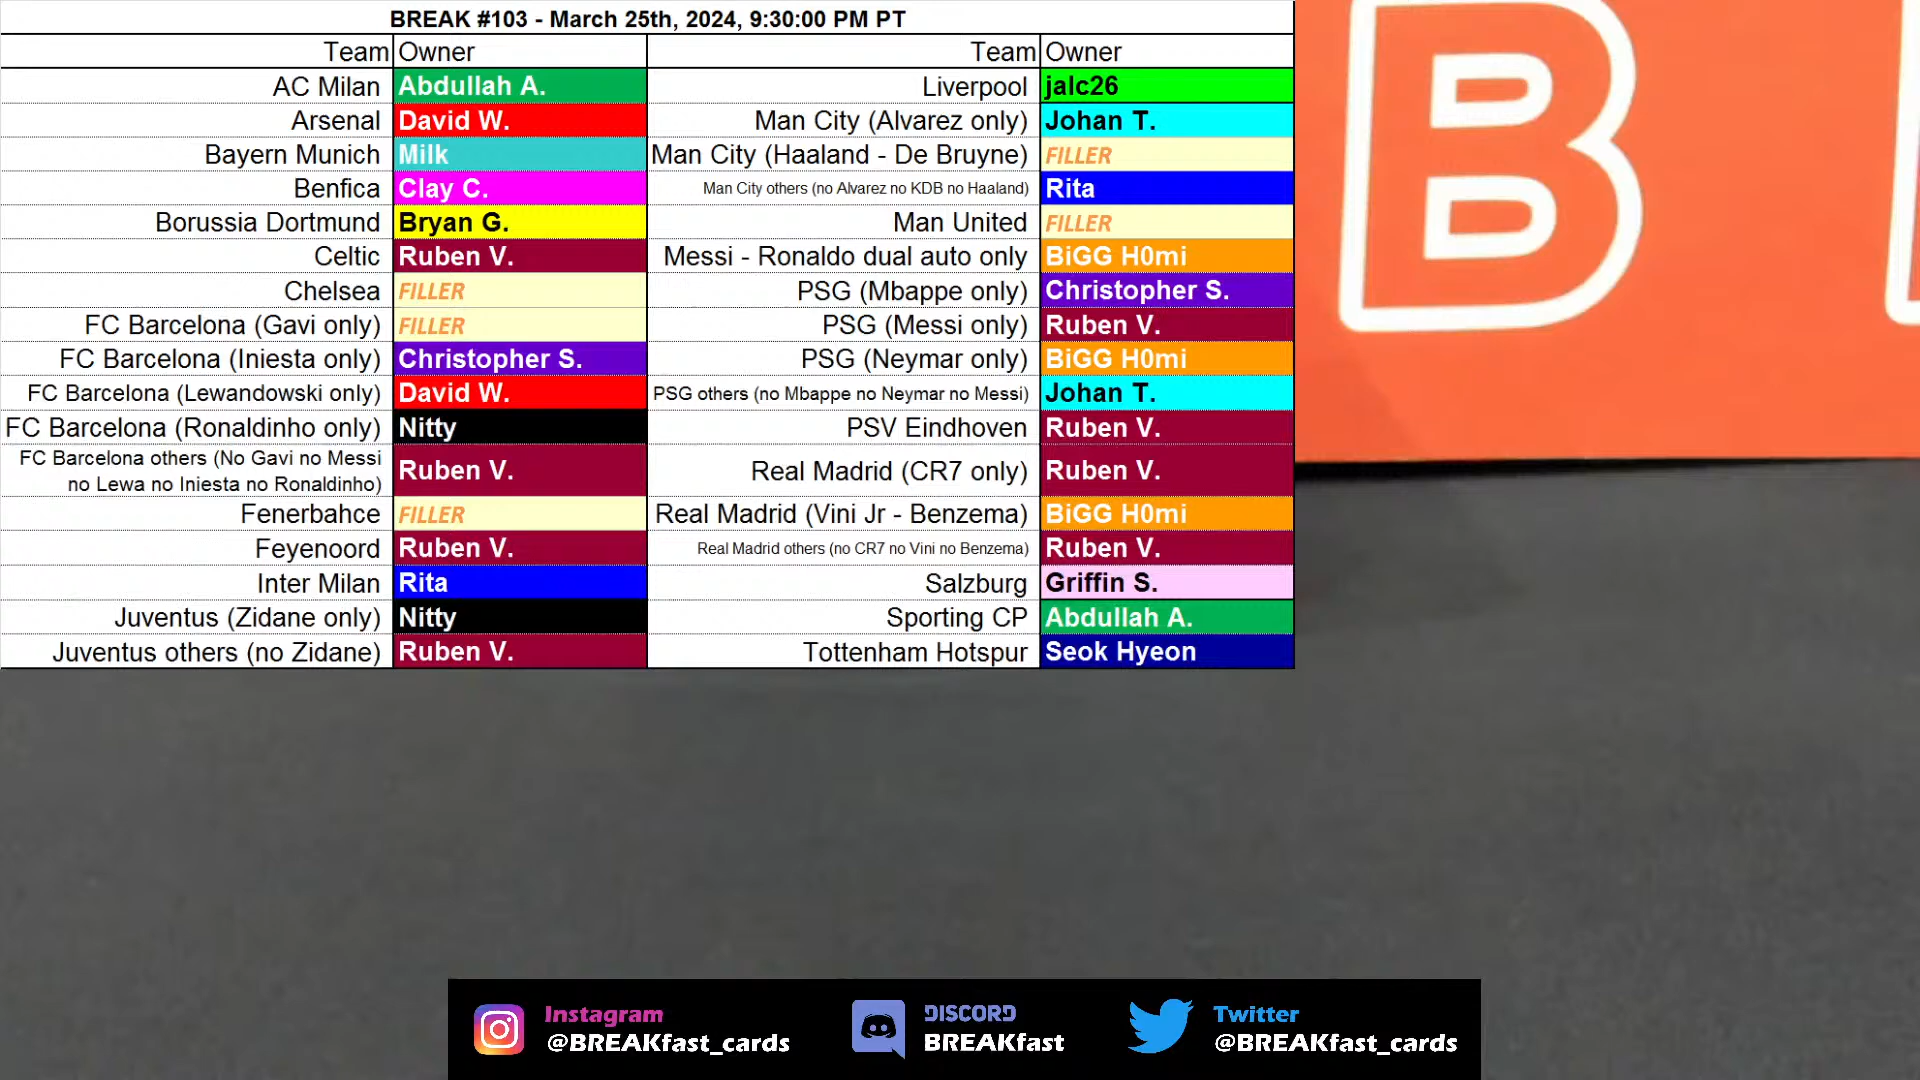 BREAK #103 - March 25th, 2024, 9:30:00 PM PT
Team Owner Team Owner
AC Milan Abdullah A. Liverpool jalc26
Arsenal David W. Man City (Alvarez only) Johan T.
Bayern Munich Milk Man City (Haaland - De Bruyne) FILLER
Benfica Clay C. Man City others (no Alvarez no KDB no Haaland) Rita
Borussia Dortmund Bryan G. Man United FILLER
Celtic Ruben V. Messi - Ronaldo dual auto only BiGG H0mi
Chelsea FILLER PSG (Mbappe only) Christopher S.
FC Barcelona (Gavi only) FILLER PSG (Messi only) Ruben V.
FC Barcelona (Iniesta only) Christopher S. PSG (Neymar only) BiGG H0mi
FC Barcelona (Lewandowski only) David W. PSG others (no Mbappe no Neymar no Messi) Johan T.
FC Barcelona (Ronaldinho only) Nitty PSV Eindhoven Ruben V.
FC Barcelona others (No Gavi no Messi
no Lewa no Iniesta no Ronaldinho) Ruben V. Real Madrid (CR7 only) Ruben V.
Fenerbahce FILLER Real Madrid (Vini Jr - Benzema) BiGG H0mi
Feyenoord Ruben V. Real Madrid others (no CR7 no Vini no Benzema) Ruben V.
Inter Milan Rita Salzburg Griffin S.
Juventus (Zidane only) Nitty Sporting CP Abdullah A.
Juventus others (no Zidane) Ruben V. Tottenham Hotspur Seok Hyeon
B
Instagram DISCORD Twitter
@BREAKfast_cards BREAKfast @BREAKfast_cards